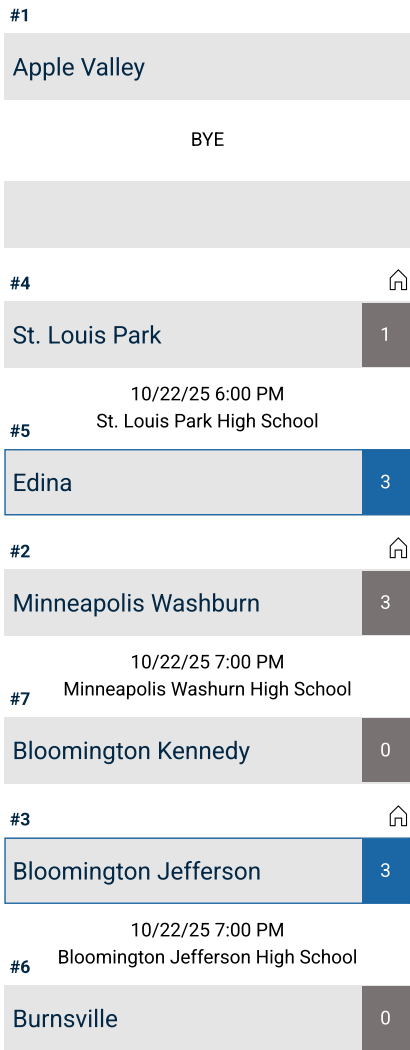 #1
Apple Valley
BYE
#4
St. Louis Park
1
10/22/25 6:00 PM
St. Louis Park High School
#5
Edina
3
#2
Minneapolis Washburn
3
10/22/25 7:00 PM
Minneapolis Washurn High School
#7
Bloomington Kennedy
0
#3
Bloomington Jefferson
3
10/22/25 7:00 PM
Bloomington Jefferson High School
#6
Burnsville
0